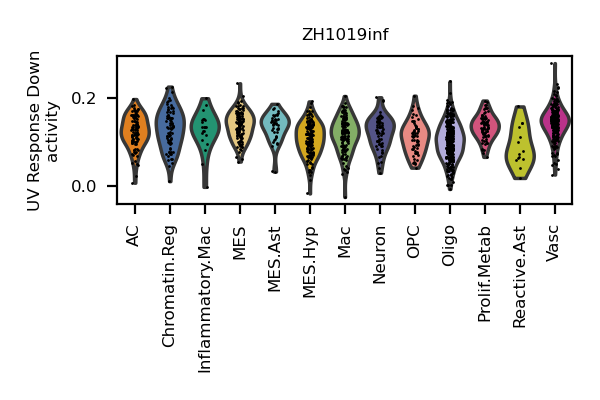 ZH1019inf
UV Response Down
activity
0.2
0.0
AC
Chromatin.Reg
Inflammatory.Mac
MES
MES.Ast
MES.Hyp
Mac
Neuron
OPC
Oligo
Prolif.Metab
Reactive.Ast
Vasc